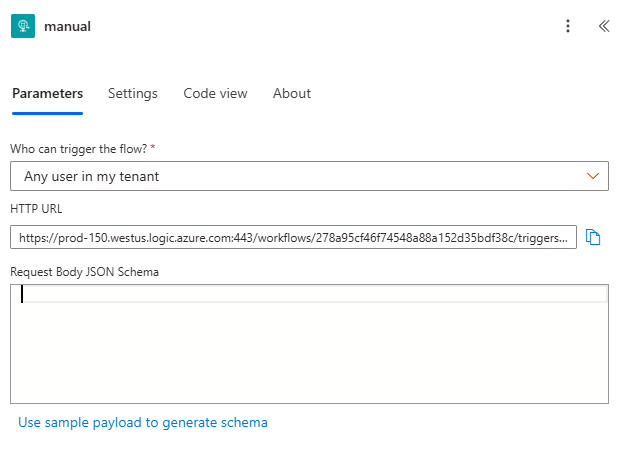 manual
Parameters Settings Code view About
Who can trigger the flow? *
Any user in my tenant
HTTP URL
https://prod-150.westus.logic.azure.com:443/workflows/278a95cf46f74548a88a152d35bdf38c/triggers...
Request Body JSON Schema
Use sample payload to generate schema